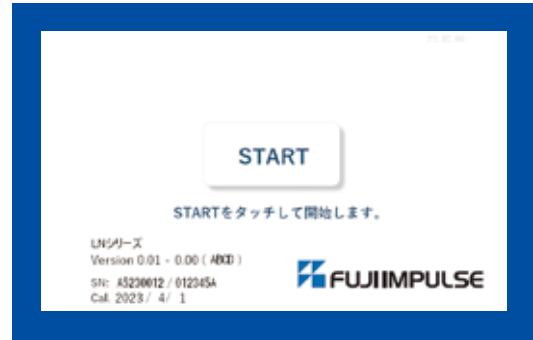 START
STARTをタッチして開始します。
LNシリーズ
Version 0.01 - 0.00 ( ABCD )
SN: A5230012 / 012345A
Cal. 2023 / 4 / 1
FUJIIMPULSE